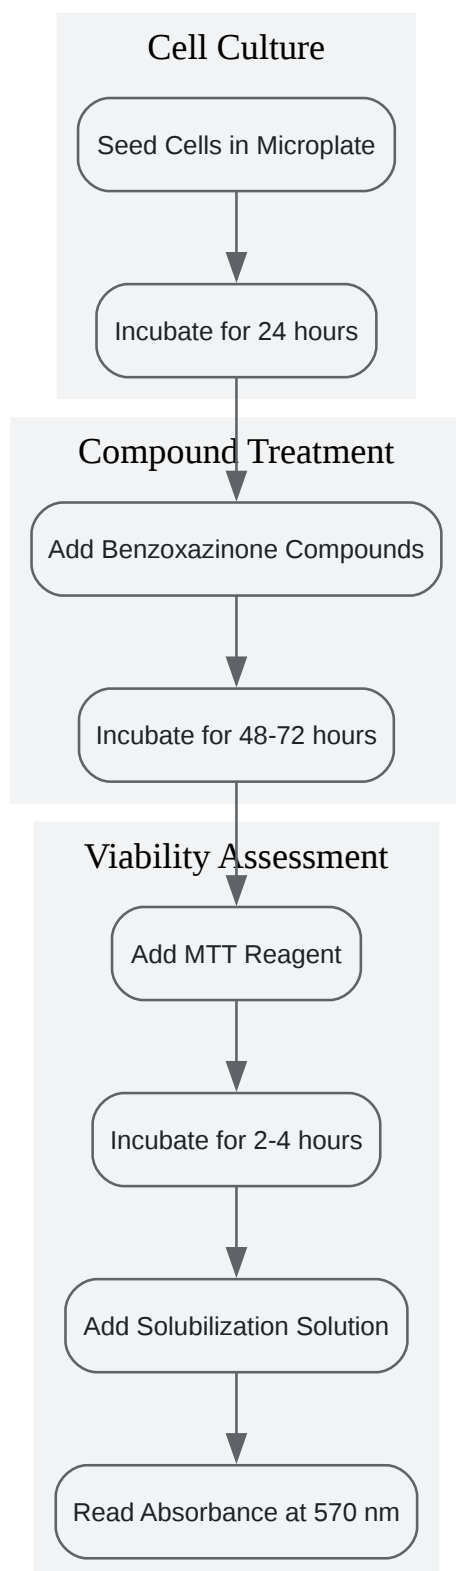 Cell Culture
Seed Cells in Microplate
Incubate for 24 hours
Compound Treatment
Add Benzoxazinone Compounds
Incubate for 48-72 hours
Viability Assessment
Add MTT Reagent
Incubate for 2-4 hours
Add Solubilization Solution
Read Absorbance at 570 nm